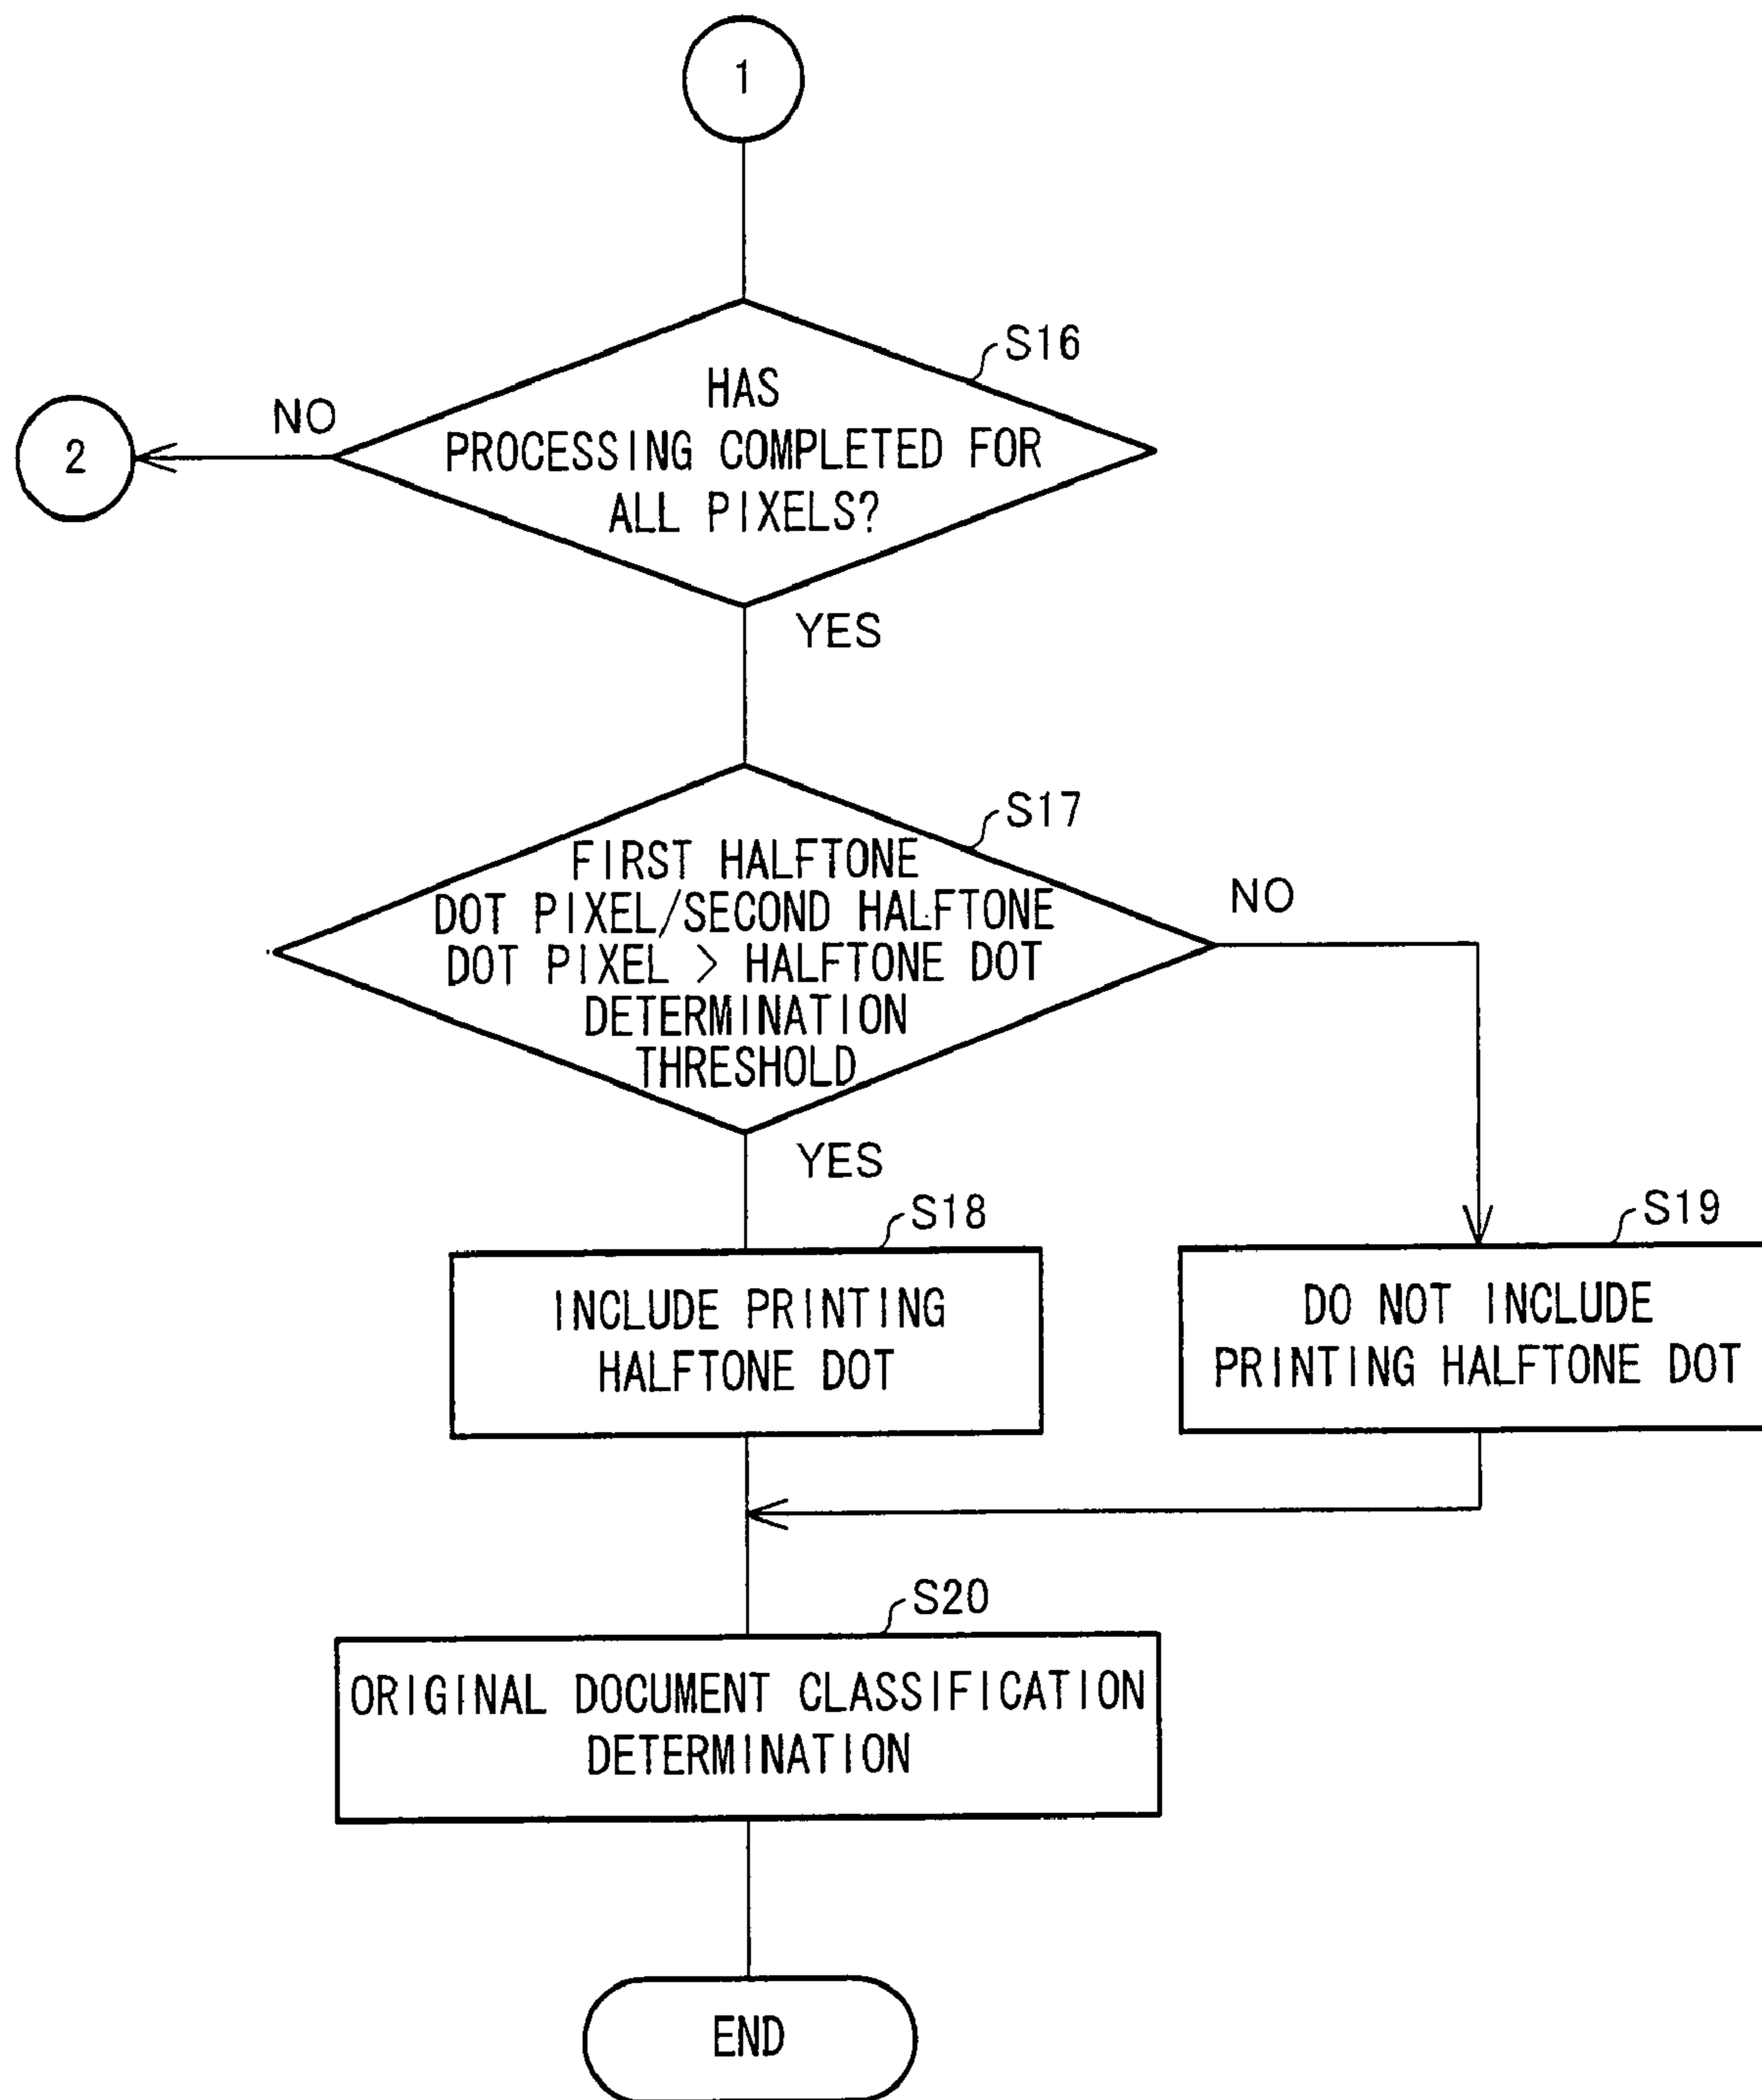 1
S16
HAS
PROCESSING COMPLETED FOR
ALL PIXELS?
NO
2
YES
S17
FIRST HALFTONE
DOT PIXEL/SECOND HALFTONE
DOT PIXEL > HALFTONE DOT
DETERMINATION
THRESHOLD
NO
YES
S18
INCLUDE PRINTING
HALFTONE DOT
S19
DO NOT INCLUDE
PRINTING HALFTONE DOT
S20
ORIGINAL DOCUMENT CLASSIFICATION
DETERMINATION
END